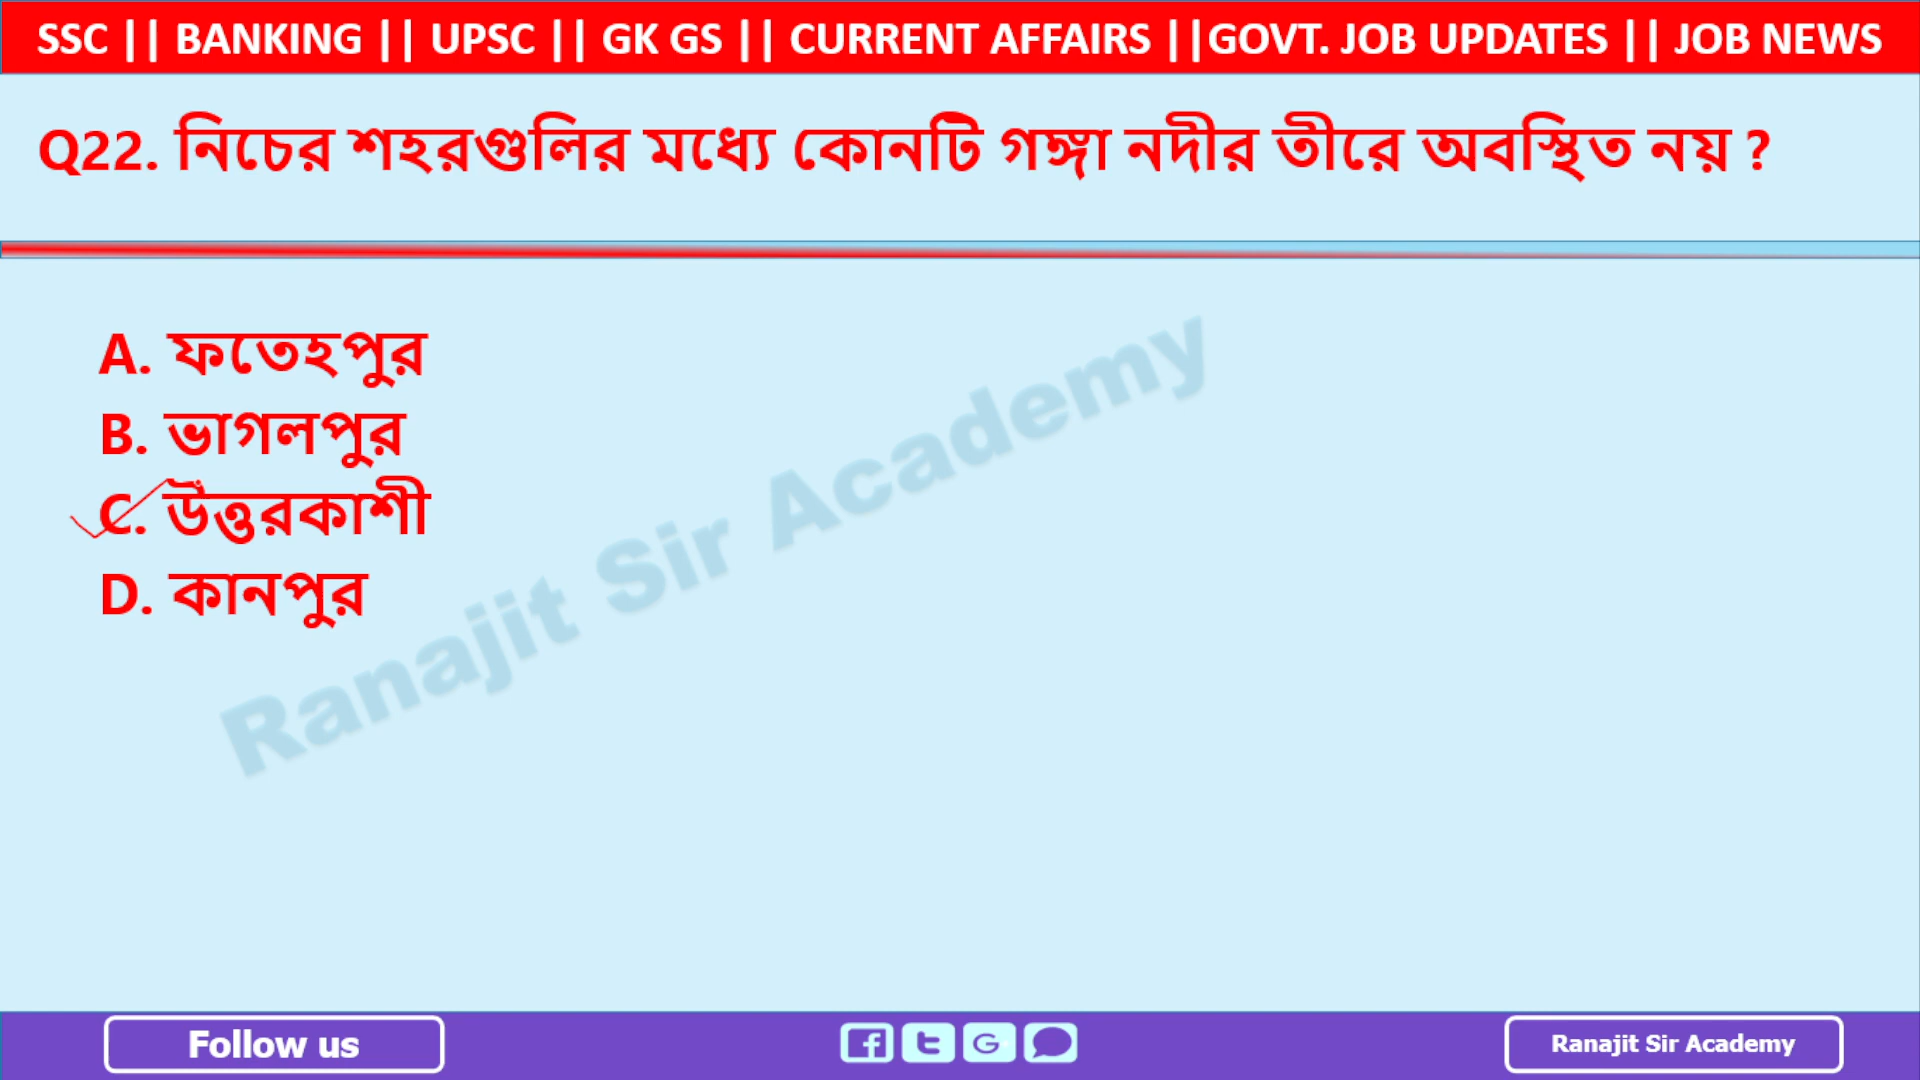 SSC || BANKING || UPSC || GK GS || CURRENT AFFAIRS ||GOVT. JOB UPDATES || JOB NEWS
Q22. নিচের শহরগুলির মধ্যে কোনটি গঙ্গা নদীর তীরে অবস্থিত নয় ?
A. ফতেহপুর
B. ভাগলপুর
C. উত্তরকাশী
D. কানপুর
Ranajit Sir Academy
Follow us
Ranajit Sir Academy